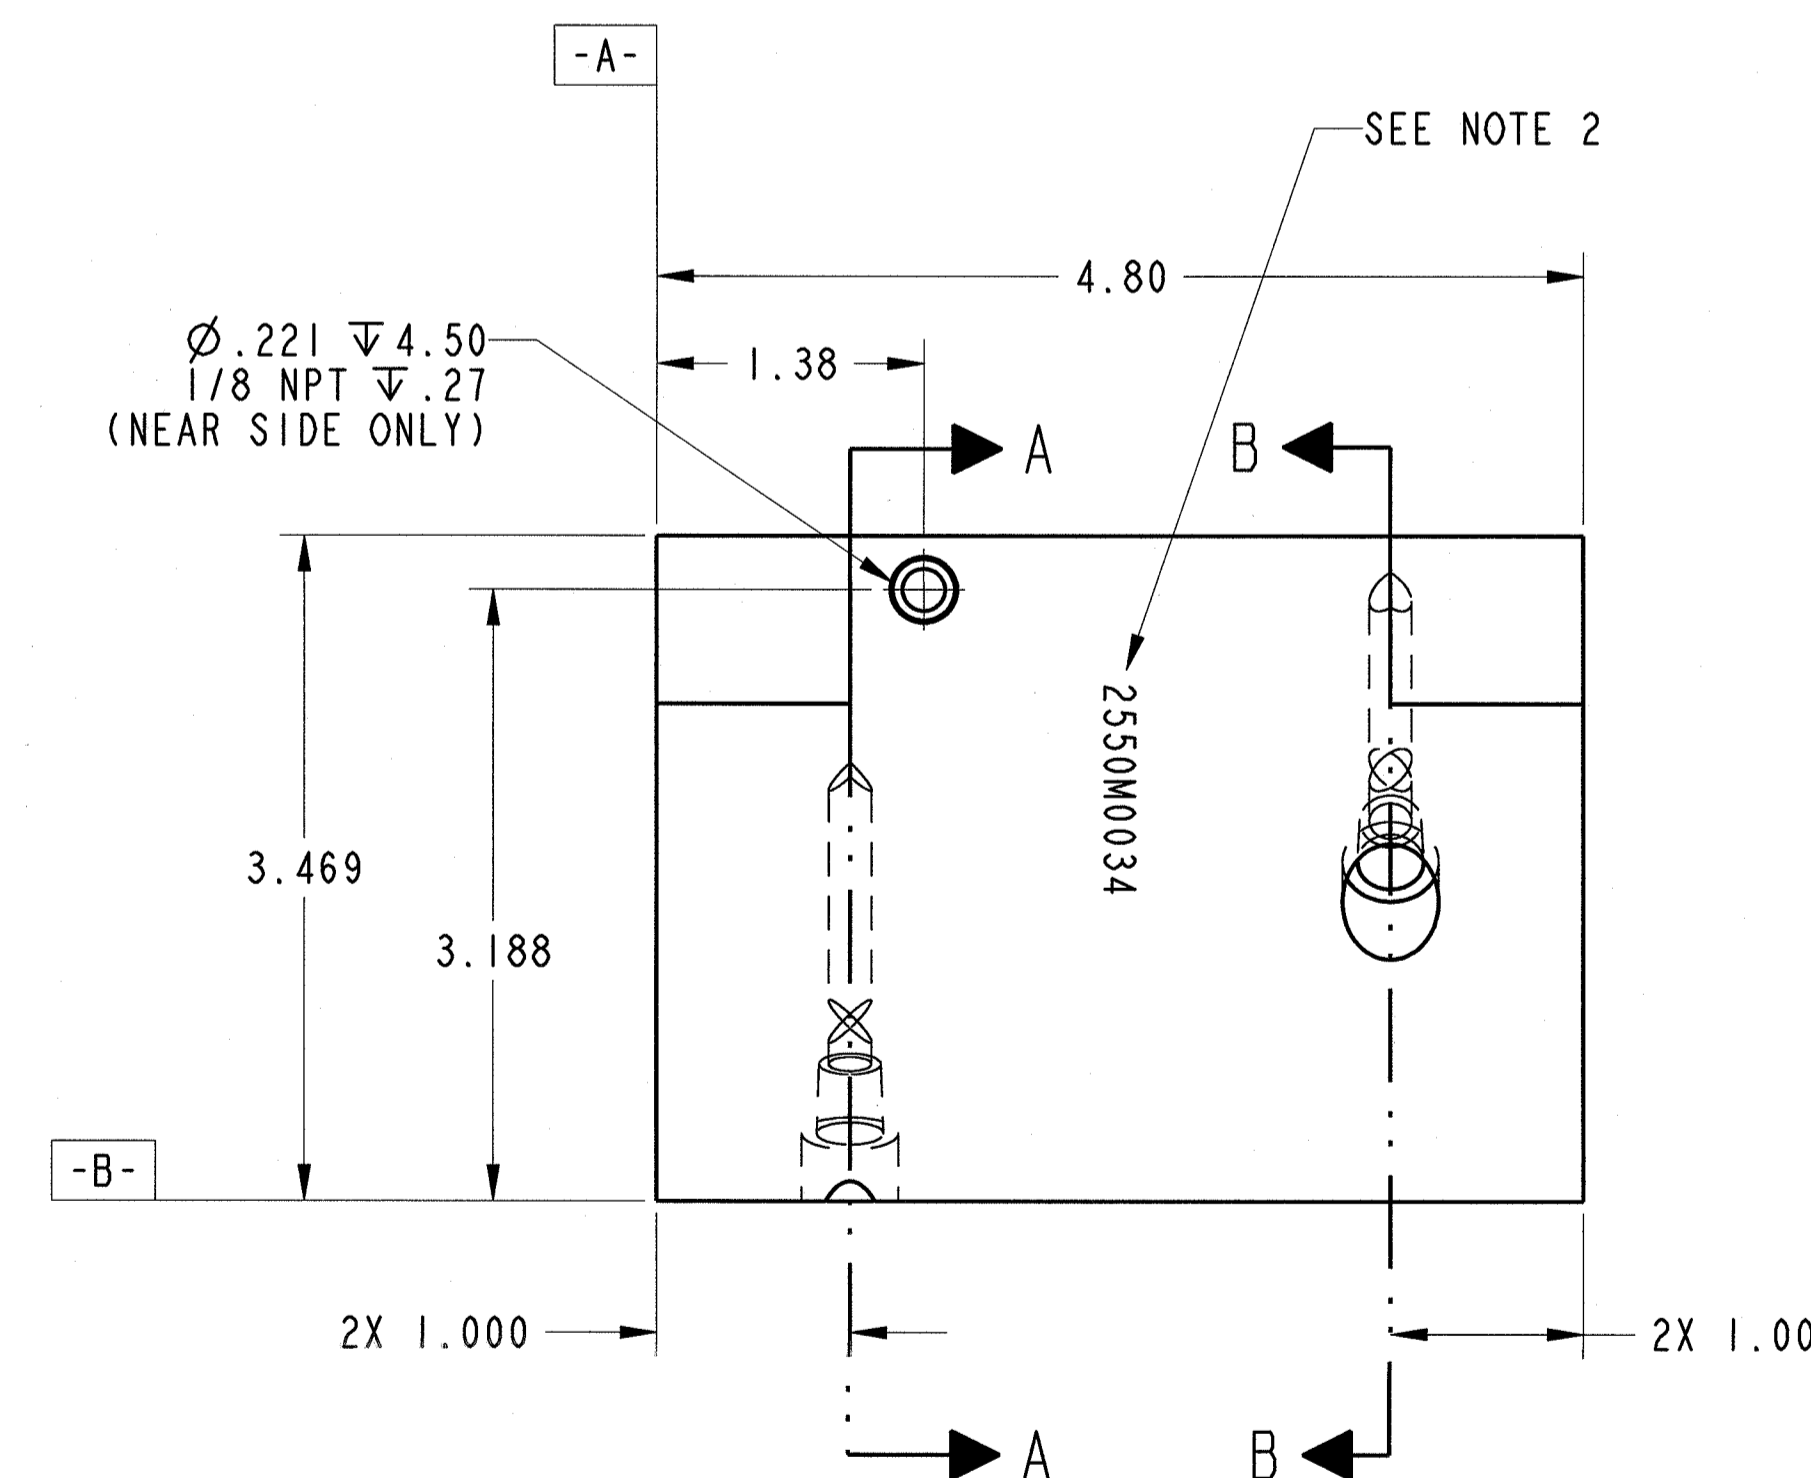 -A-
SEE NOTE 2
4.80
Ø.221 ↧4.50
1/8 NPT ↧.27
(NEAR SIDE ONLY)
1.38
A
B
2550M0034
3.469
3.188
-B-
2X 1.000
2X 1.00
A
B